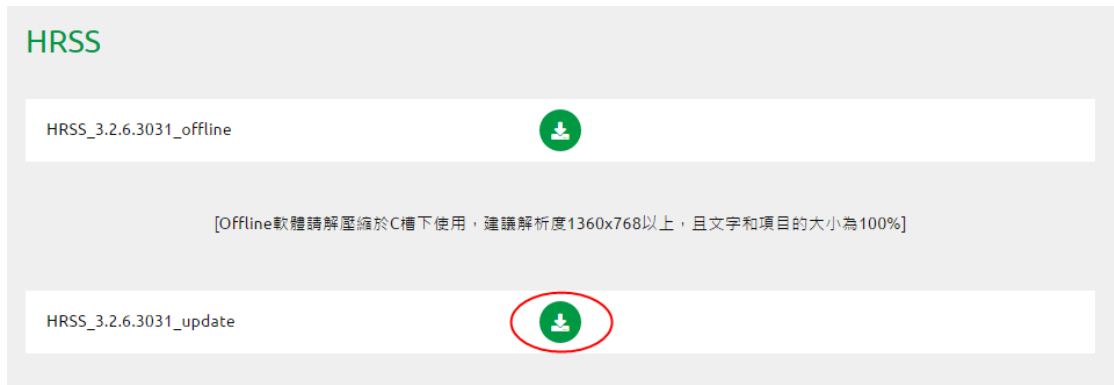 HRSS
HRSS_3.2.6.3031_offline
[Offline軟體請解壓縮於C槽下使用，建議解析度1360x768以上，且文字和項目的大小為100%]
HRSS_3.2.6.3031_update